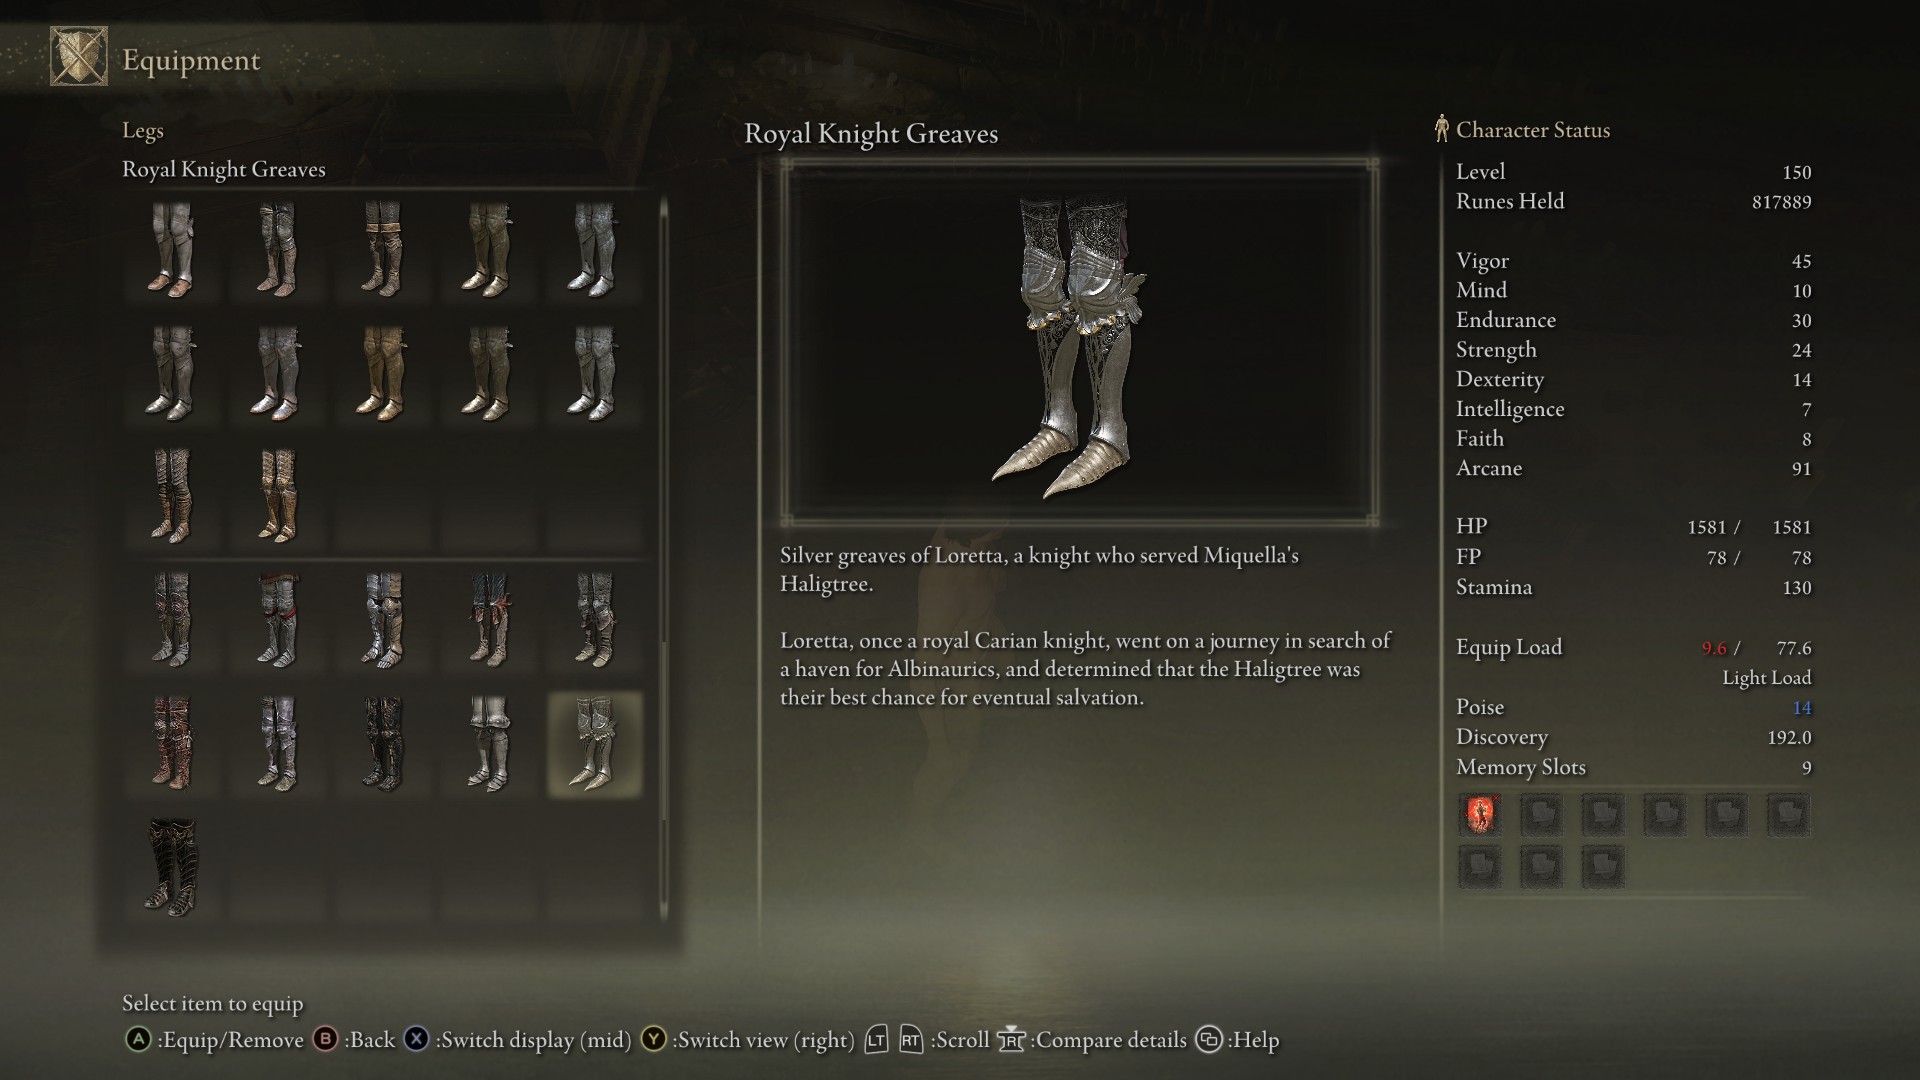 Equipment
Legs
Royal Knight Greaves
Royal Knight Greaves
Silver greaves of Loretta, a knight who served Miquella's
Haligtree.
Loretta, once a royal Carian knight, went on a journey in search of
a haven for Albinaurics, and determined that the Haligtree was
their best chance for eventual salvation.
Character Status
Level 150
Runes Held 817889
Vigor 45
Mind 10
Endurance 30
Strength 24
Dexterity 14
Intelligence 7
Faith 8
Arcane 91
HP 1581 / 1581
FP 78 / 78
Stamina 130
Equip Load 9.6 / 77.6
Light Load
Poise 14
Discovery 192.0
Memory Slots 9
Select item to equip
A :Equip/Remove B :Back X :Switch display (mid) Y :Switch view (right) LT RT :Scroll R :Compare details :Help